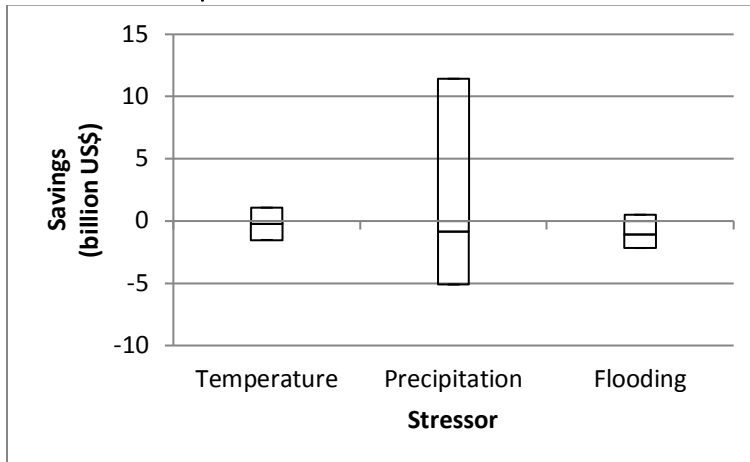 15
10
5
0
-5
-10
Savings
(billion US$)
Temperature
Precipitation
Flooding
Stressor